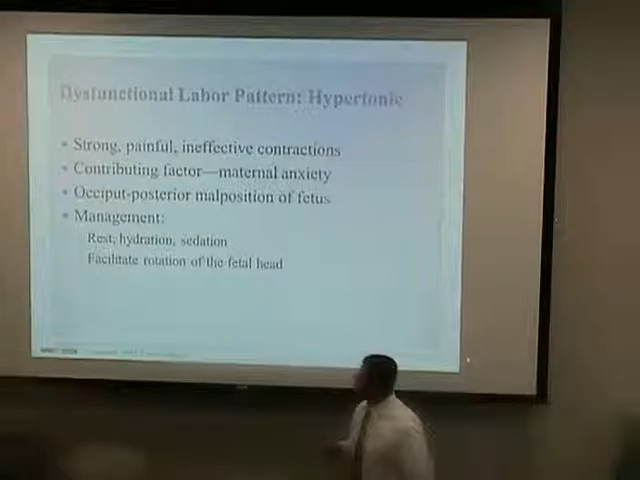 Dysfunctional Labor Pattern: Hypertonic
• Strong, painful, ineffective contractions
• Contributing factor—maternal anxiety
• Occiput-posterior malposition of fetus
• Management:
Rest, hydration, sedation
Facilitate rotation of the fetal head